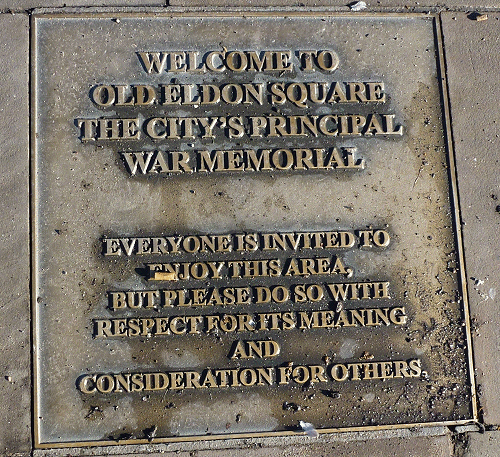 WELCOME TO
OLD ELDON SQUARE
THE CITY'S PRINCIPAL
WAR MEMORIAL
EVERYONE IS INVITED TO
ENJOY THIS AREA,
BUT PLEASE DO SO WITH
RESPECT FOR ITS MEANING
AND
CONSIDERATION FOR OTHERS.